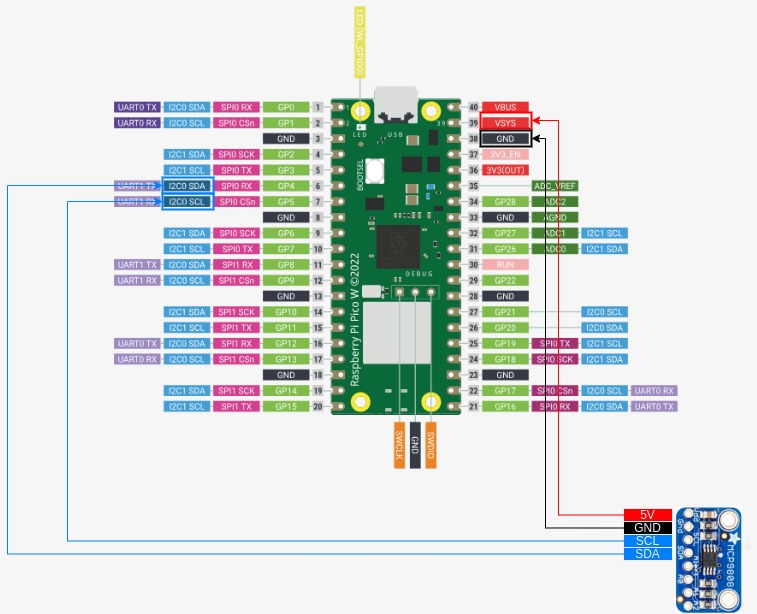 LED (WL_GPIO0)
UART0 TX I2C0 SDA SPI0 RX GP0 1 1 40 VBUS
UART0 RX I2C0 SCL SPI0 CSn GP1 2 2 LED USB 39 39 VSYS
GND 3 38 GND
I2C1 SDA SPI0 SCK GP2 4 37 3V3_EN
I2C1 SCL SPI0 TX GP3 5 BOOTSEL 36 3V3(OUT)
UART1 TX I2C0 SDA SPI0 RX GP4 6 35 ADC_VREF
UART1 RX I2C0 SCL SPI0 CSn GP5 7 34 GP28 ADC2
GND 8 33 GND AGND
I2C1 SDA SPI0 SCK GP6 9 32 GP27 ADC1 I2C1 SCL
I2C1 SCL SPI0 TX GP7 10 31 GP26 ADC0 I2C1 SDA
UART1 TX I2C0 SDA SPI1 RX GP8 11 30 RUN
UART1 RX I2C0 SCL SPI1 CSn GP9 12 DEBUG 29 GP22
GND 13 28 GND
I2C1 SDA SPI1 SCK GP10 14 27 GP21 I2C0 SCL
I2C1 SCL SPI1 TX GP11 15 26 GP20 I2C0 SDA
UART0 TX I2C0 SDA SPI1 RX GP12 16 25 GP19 SPI0 TX I2C1 SCL
UART0 RX I2C0 SCL SPI1 CSn GP13 17 24 GP18 SPI0 SCK I2C1 SDA
GND 18 23 GND
I2C1 SDA SPI1 SCK GP14 19 22 GP17 SPI0 CSn I2C0 SCL UART0 RX
I2C1 SCL SPI1 TX GP15 20 21 GP16 SPI0 RX I2C0 SDA UART0 TX
Raspberry Pi Pico W ©2022
SWCLK GND SWDIO
5V
GND
SCL
SDA
Vdd
Gnd
SCL
SDA
A0
A2
MCP9808